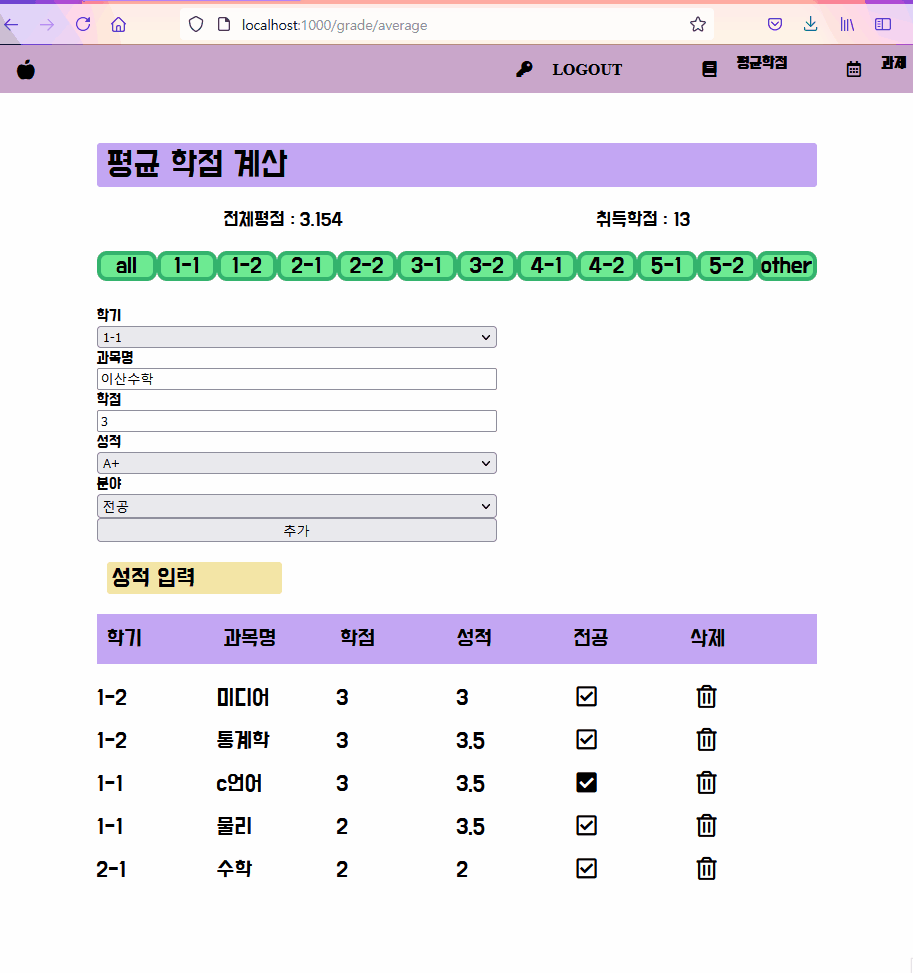 localhost:1000/grade/average
LOGOUT 평균학점 과제
평균 학점 계산
전체평점 : 3.154 취득학점 : 13
all 1-1 1-2 2-1 2-2 3-1 3-2 4-1 4-2 5-1 5-2 other
학기
1-1
과목명
이산수학
학점
3
성적
A+
분야
전공
추가
성적 입력
학기 과목명 학점 성적 전공 삭제
1-2 미디어 3 3
1-2 통계학 3 3.5
1-1 c언어 3 3.5
1-1 물리 2 3.5
2-1 수학 2 2